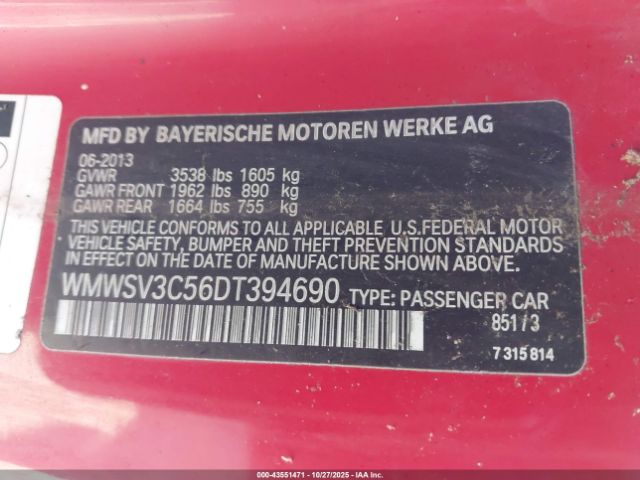 MFD BY BAYERISCHE MOTOREN WERKE AG
06-2013
GVWR 3538 lbs 1605 kg
GAWR FRONT 1962 lbs 890 kg
GAWR REAR 1664 lbs 755 kg
THIS VEHICLE CONFORMS TO ALL APPLICABLE U.S.FEDERAL MOTOR
VEHICLE SAFETY, BUMPER AND THEFT PREVENTION STANDARDS
IN EFFECT ON THE DATE OF MANUFACTURE SHOWN ABOVE.
WMWSV3C56DT394690 TYPE: PASSENGER CAR
851/3
7 315 814
000-43551471 - 10/27/2025 - IAA Holdings, LLC. - Copyright